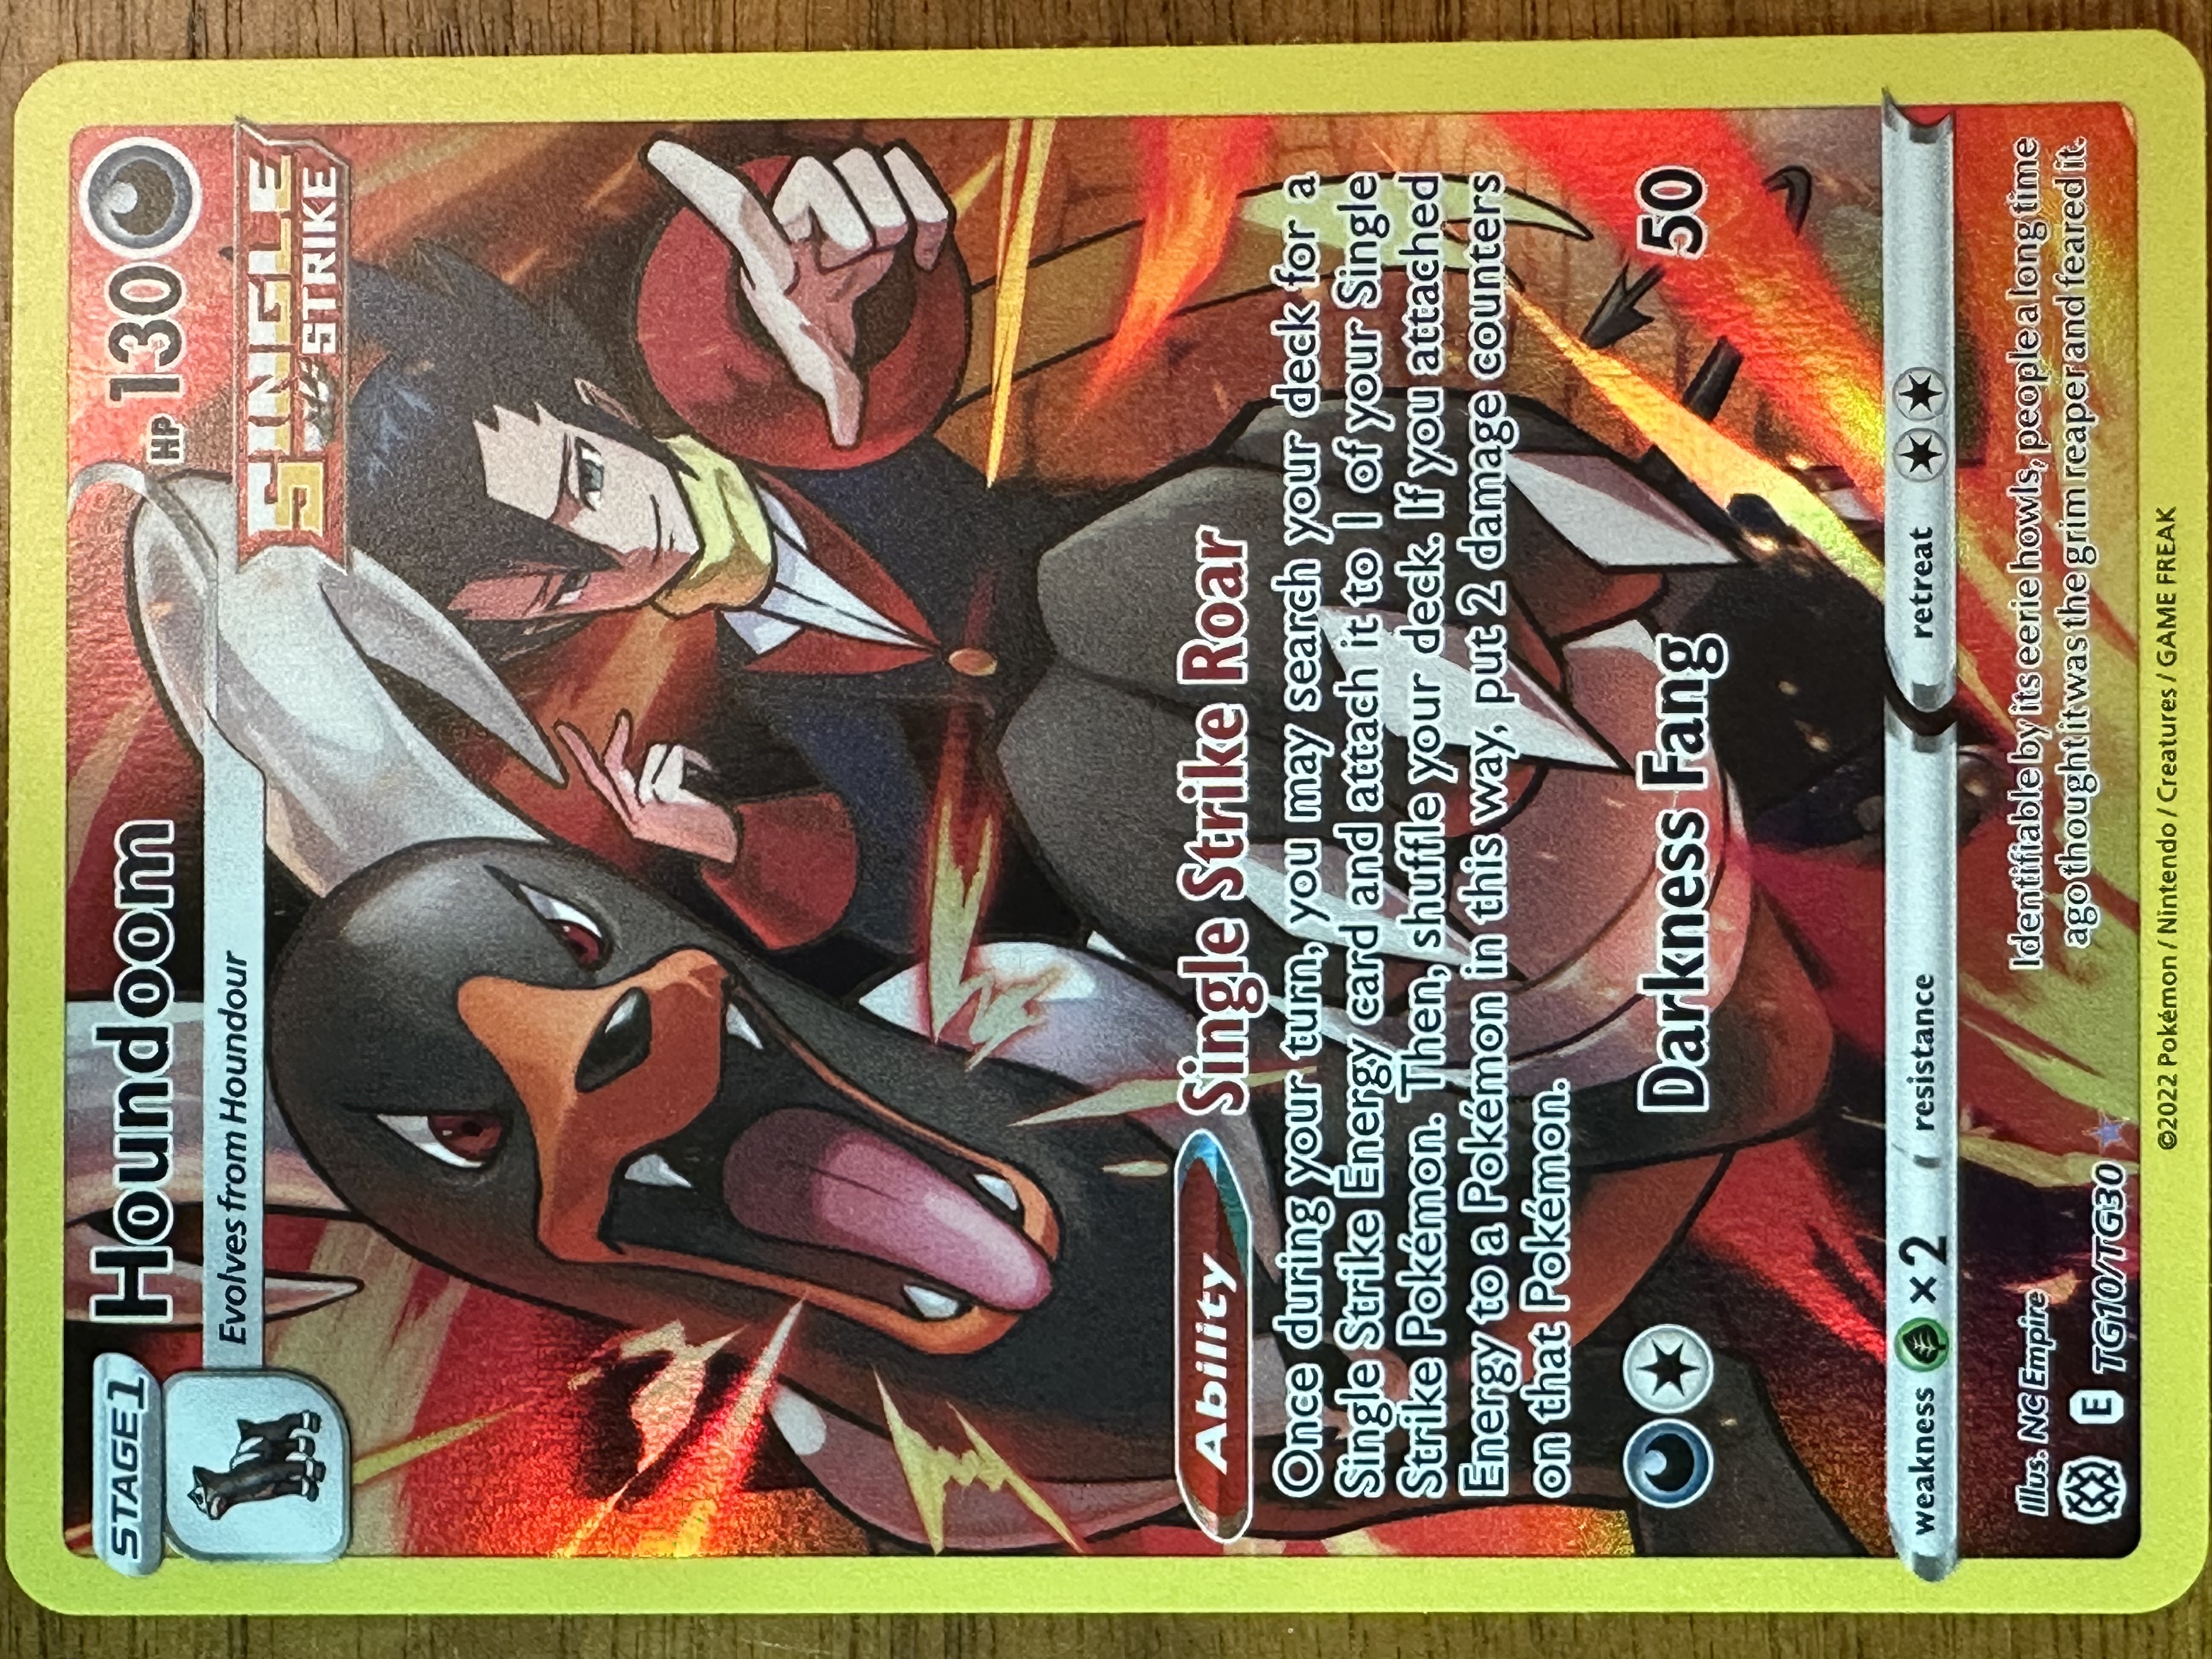 STAGE 1
Houndoom
HP 130
Evolves from Houndour
SINGLE
STRIKE
Ability
Single Strike Roar
Once during your turn, you may search your deck for a
Single Strike Energy card and attach it to 1 of your Single
Strike Pokémon. Then, shuffle your deck. If you attached
Energy to a Pokémon in this way, put 2 damage counters
on that Pokémon.
Darkness Fang 50
weakness ×2 resistance retreat
Illus. NC Empire
Identifiable by its eerie howls, people a long time
ago thought it was the grim reaper and feared it.
E TG10/TG30
©2022 Pokémon / Nintendo / Creatures / GAME FREAK